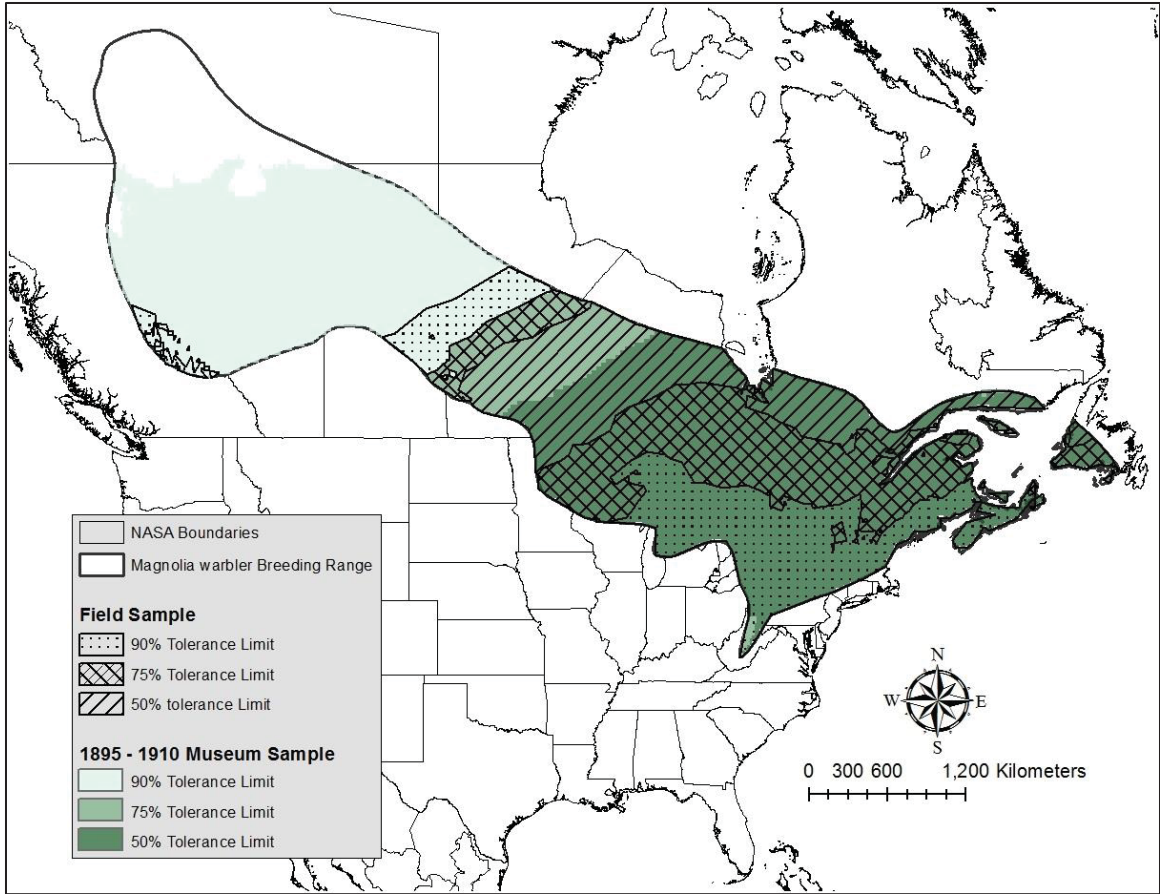 NASA Boundaries
Magnolia warbler Breeding Range
Field Sample
90% Tolerance Limit
75% Tolerance Limit
50% tolerance Limit
1895 - 1910 Museum Sample
90% Tolerance Limit
75% Tolerance Limit
50% Tolerance Limit
N
W E
S
0 300 600 1,200 Kilometers